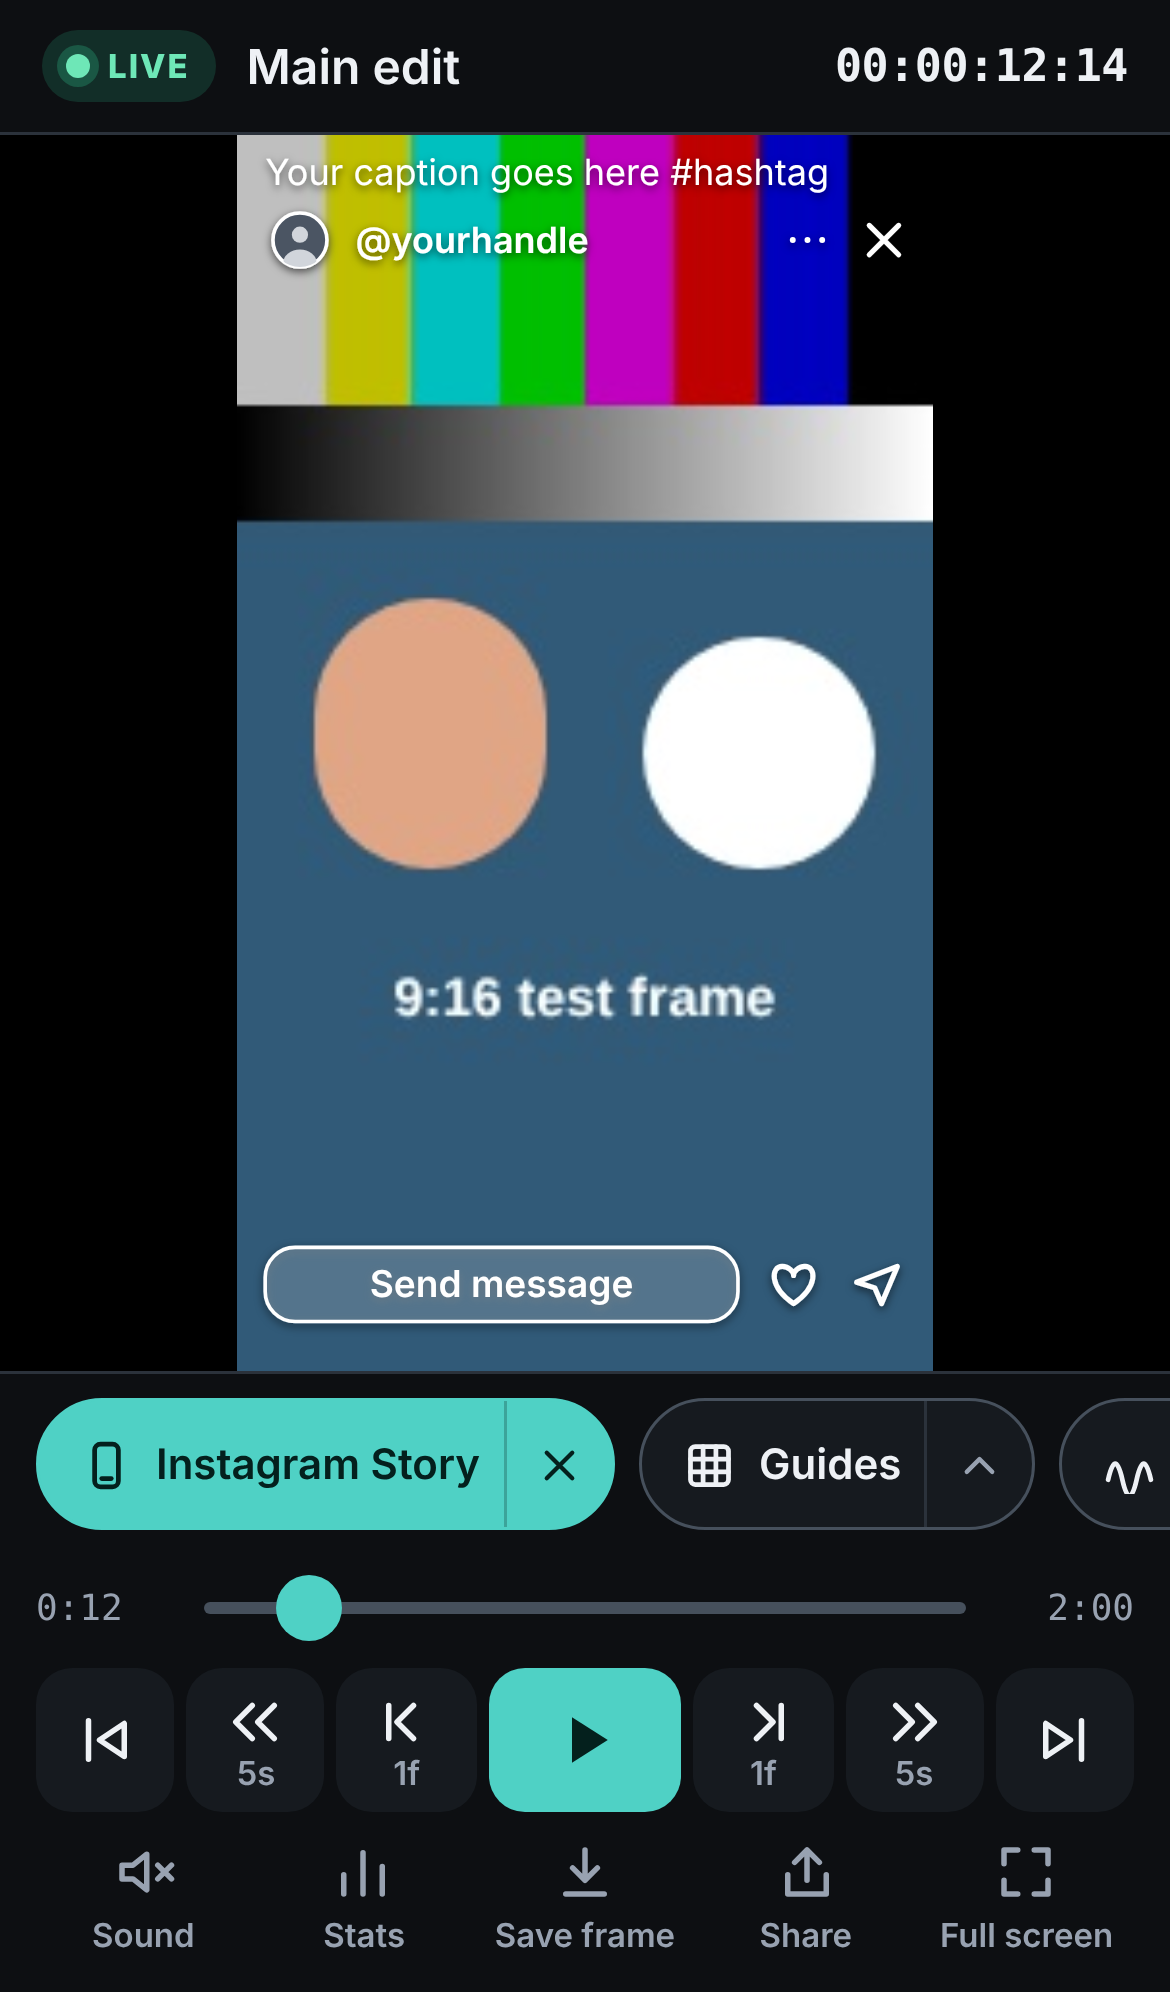 LIVE Main edit 00:00:12:14
Your caption goes here #hashtag
@yourhandle
9:16 test frame
Send message
Instagram Story Guides
0:12 2:00
5s 1f 1f 5s
Sound Stats Save frame Share Full screen